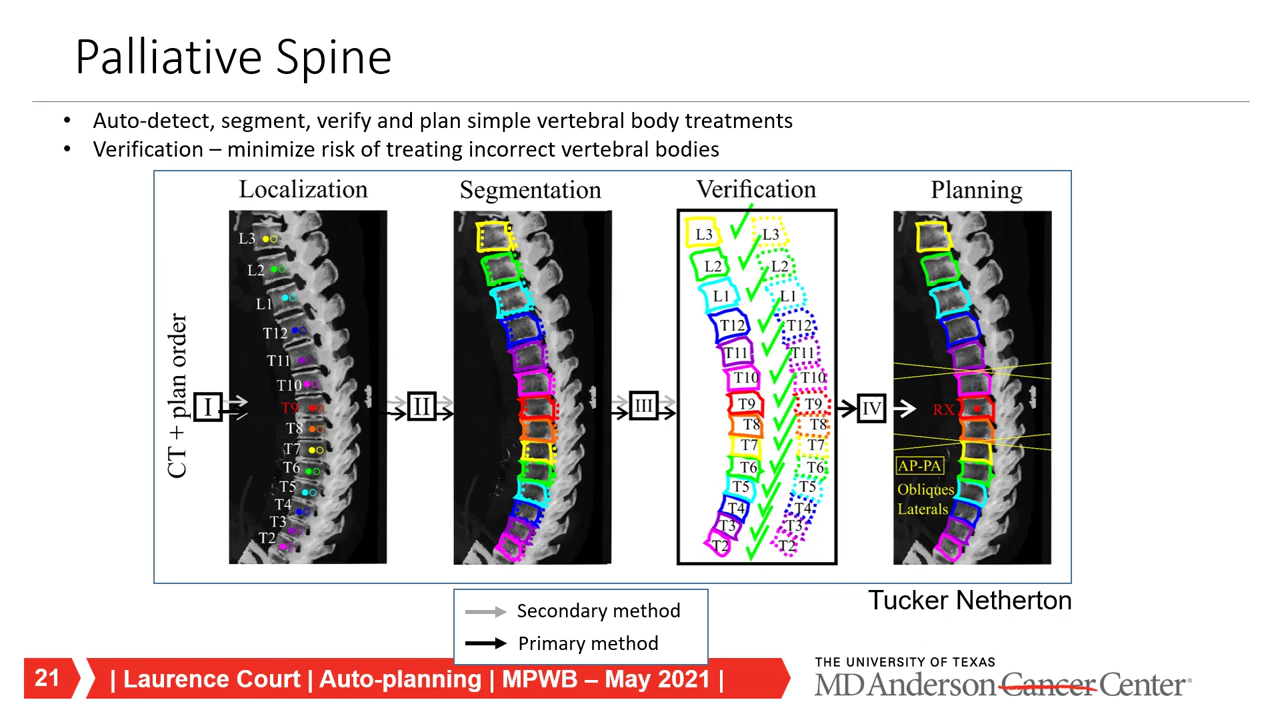 Palliative Spine
• Auto-detect, segment, verify and plan simple vertebral body treatments
• Verification – minimize risk of treating incorrect vertebral bodies
Localization
Segmentation
Verification
Planning
CT + plan order
I
L3
L2
L1
T12
T11
T10
T9
T8
T7
T6
T5
T4
T3
T2
II
III
L3 L3
L2 L2
L1 L1
T12 T12
T11 T11
T10 T10
T9 T9
T8 T8
T7 T7
T6 T6
T5 T5
T4 T4
T3 T3
T2 T2
IV
RX
AP-PA
Obliques
Laterals
Tucker Netherton
Secondary method
Primary method
21
| Laurence Court | Auto-planning | MPWB – May 2021 |
THE UNIVERSITY OF TEXAS
MD Anderson Cancer Center®